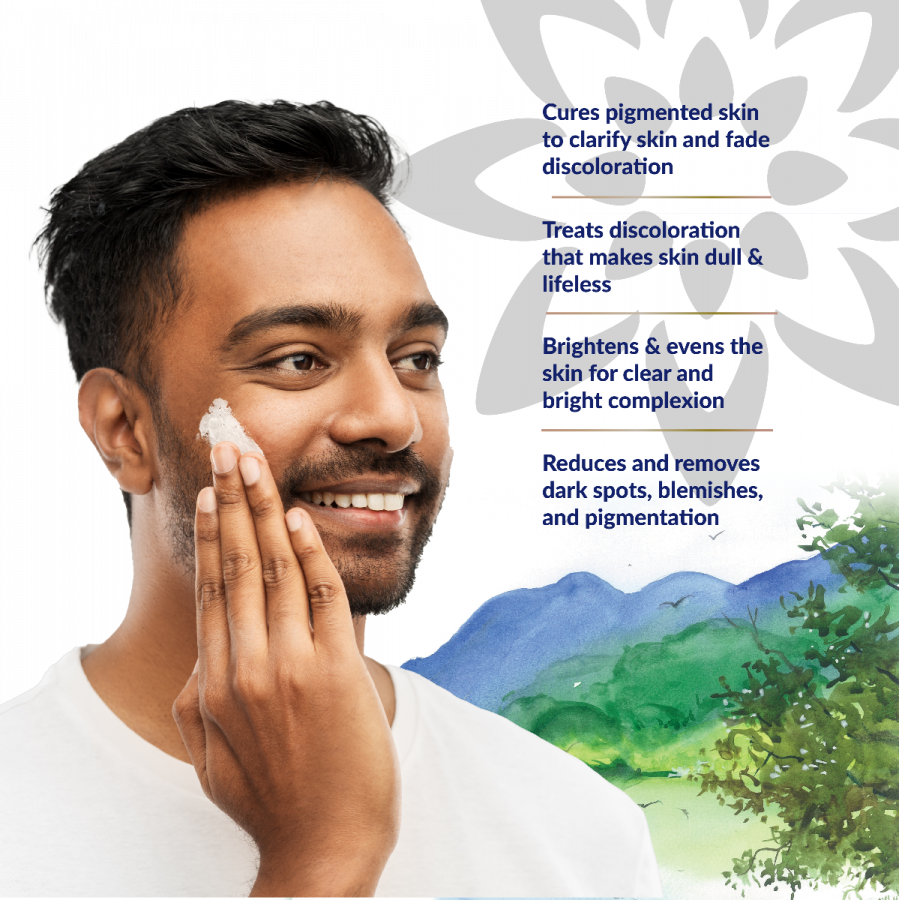 Cures pigmented skin
to clarify skin and fade
discoloration
Treats discoloration
that makes skin dull &
lifeless
Brightens & evens the
skin for clear and
bright complexion
Reduces and removes
dark spots, blemishes,
and pigmentation